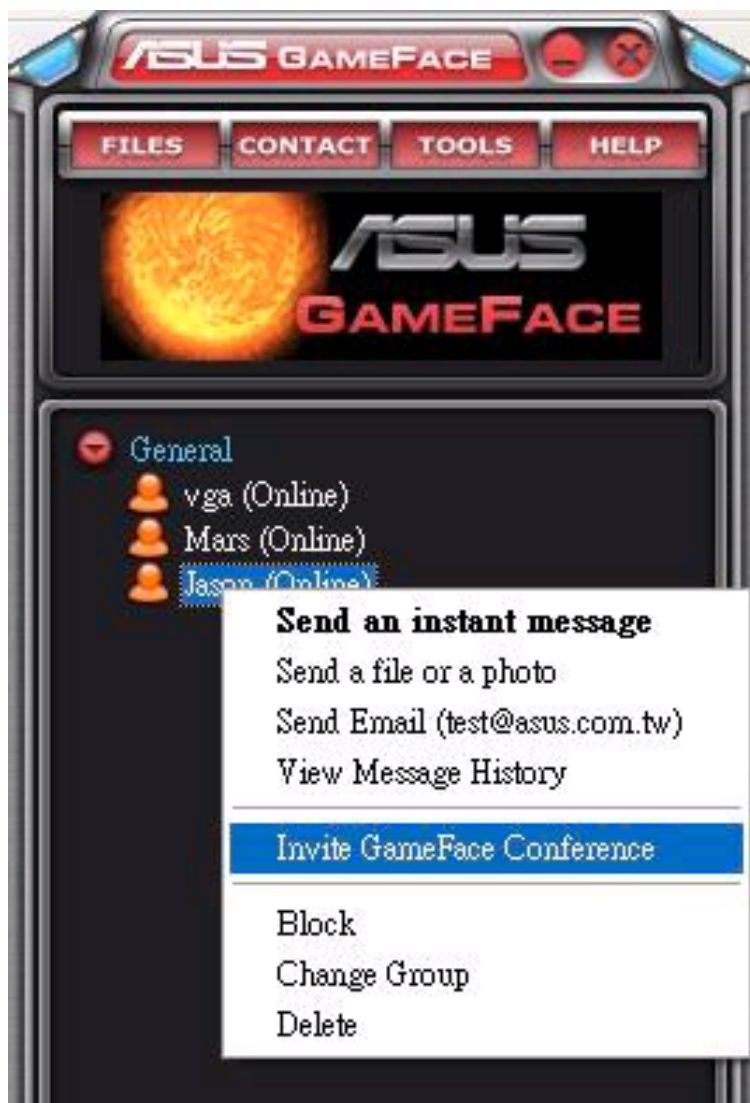 ASUS GAMEFACE
FILES CONTACT TOOLS HELP
ASUS
GAMEFACE
General
vga (Online)
Mars (Online)
Jason (Online)
Send an instant message
Send a file or a photo
Send Email (test@asus.com.tw)
View Message History
Invite GameFace Conference
Block
Change Group
Delete